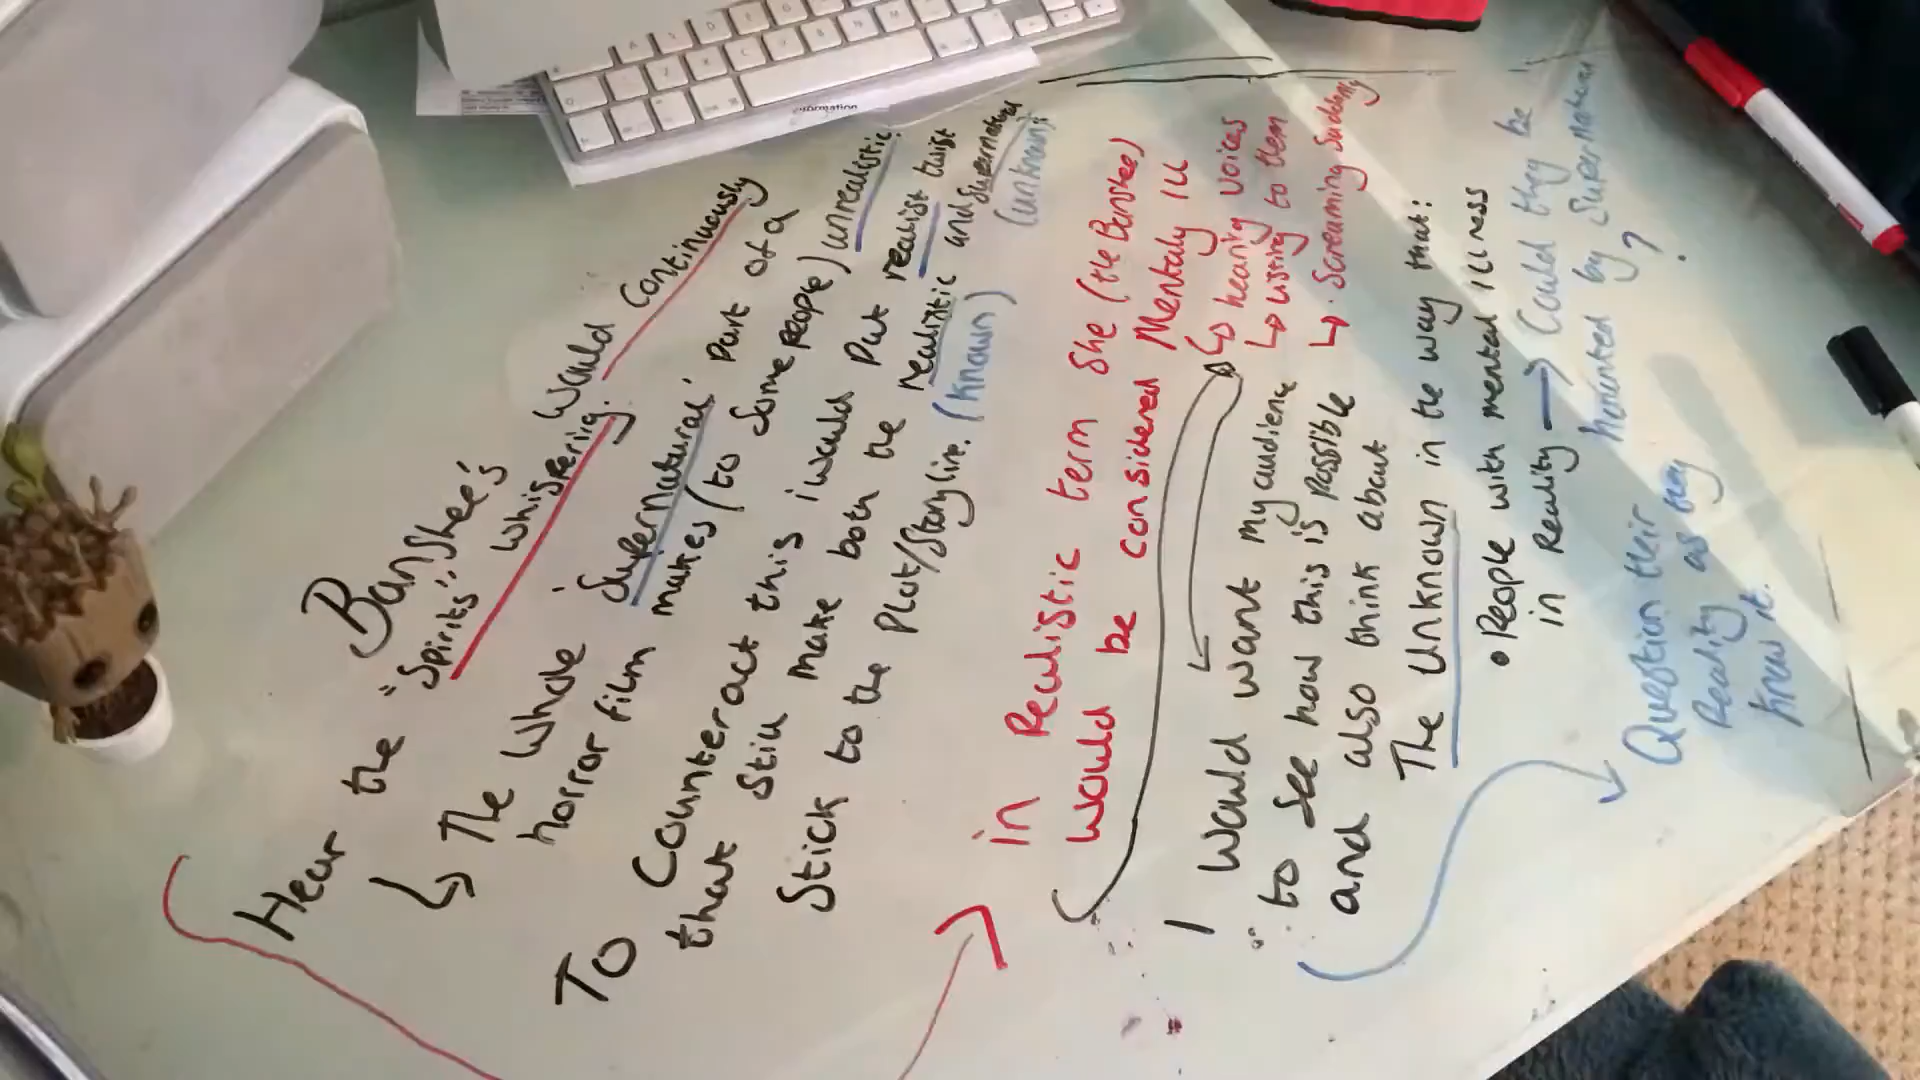 Banshee's Would Continuously
Hear the "Spirits" Whispering.
↳ The Whole 'Supernatural' part of a
horror film makes (to some people) unrealistic.
To Counteract this i would put realist twist
that still make both the realistic and supernatural
(known) (unknown)
Stick to the plot/Storyline.
in Realistic term She (the Banshee)
would be considered Mentaly ill
↳ hearing voices
↳ listing to them
↳ Screaming Suddenly
I Would want my audience
to see how this is possible
and also think about
The Unknown in the way that:
• People with mental illness
in Reality → Could they be
haunted by Supernatural
?
Question their
Reality as they
know it.
ormation